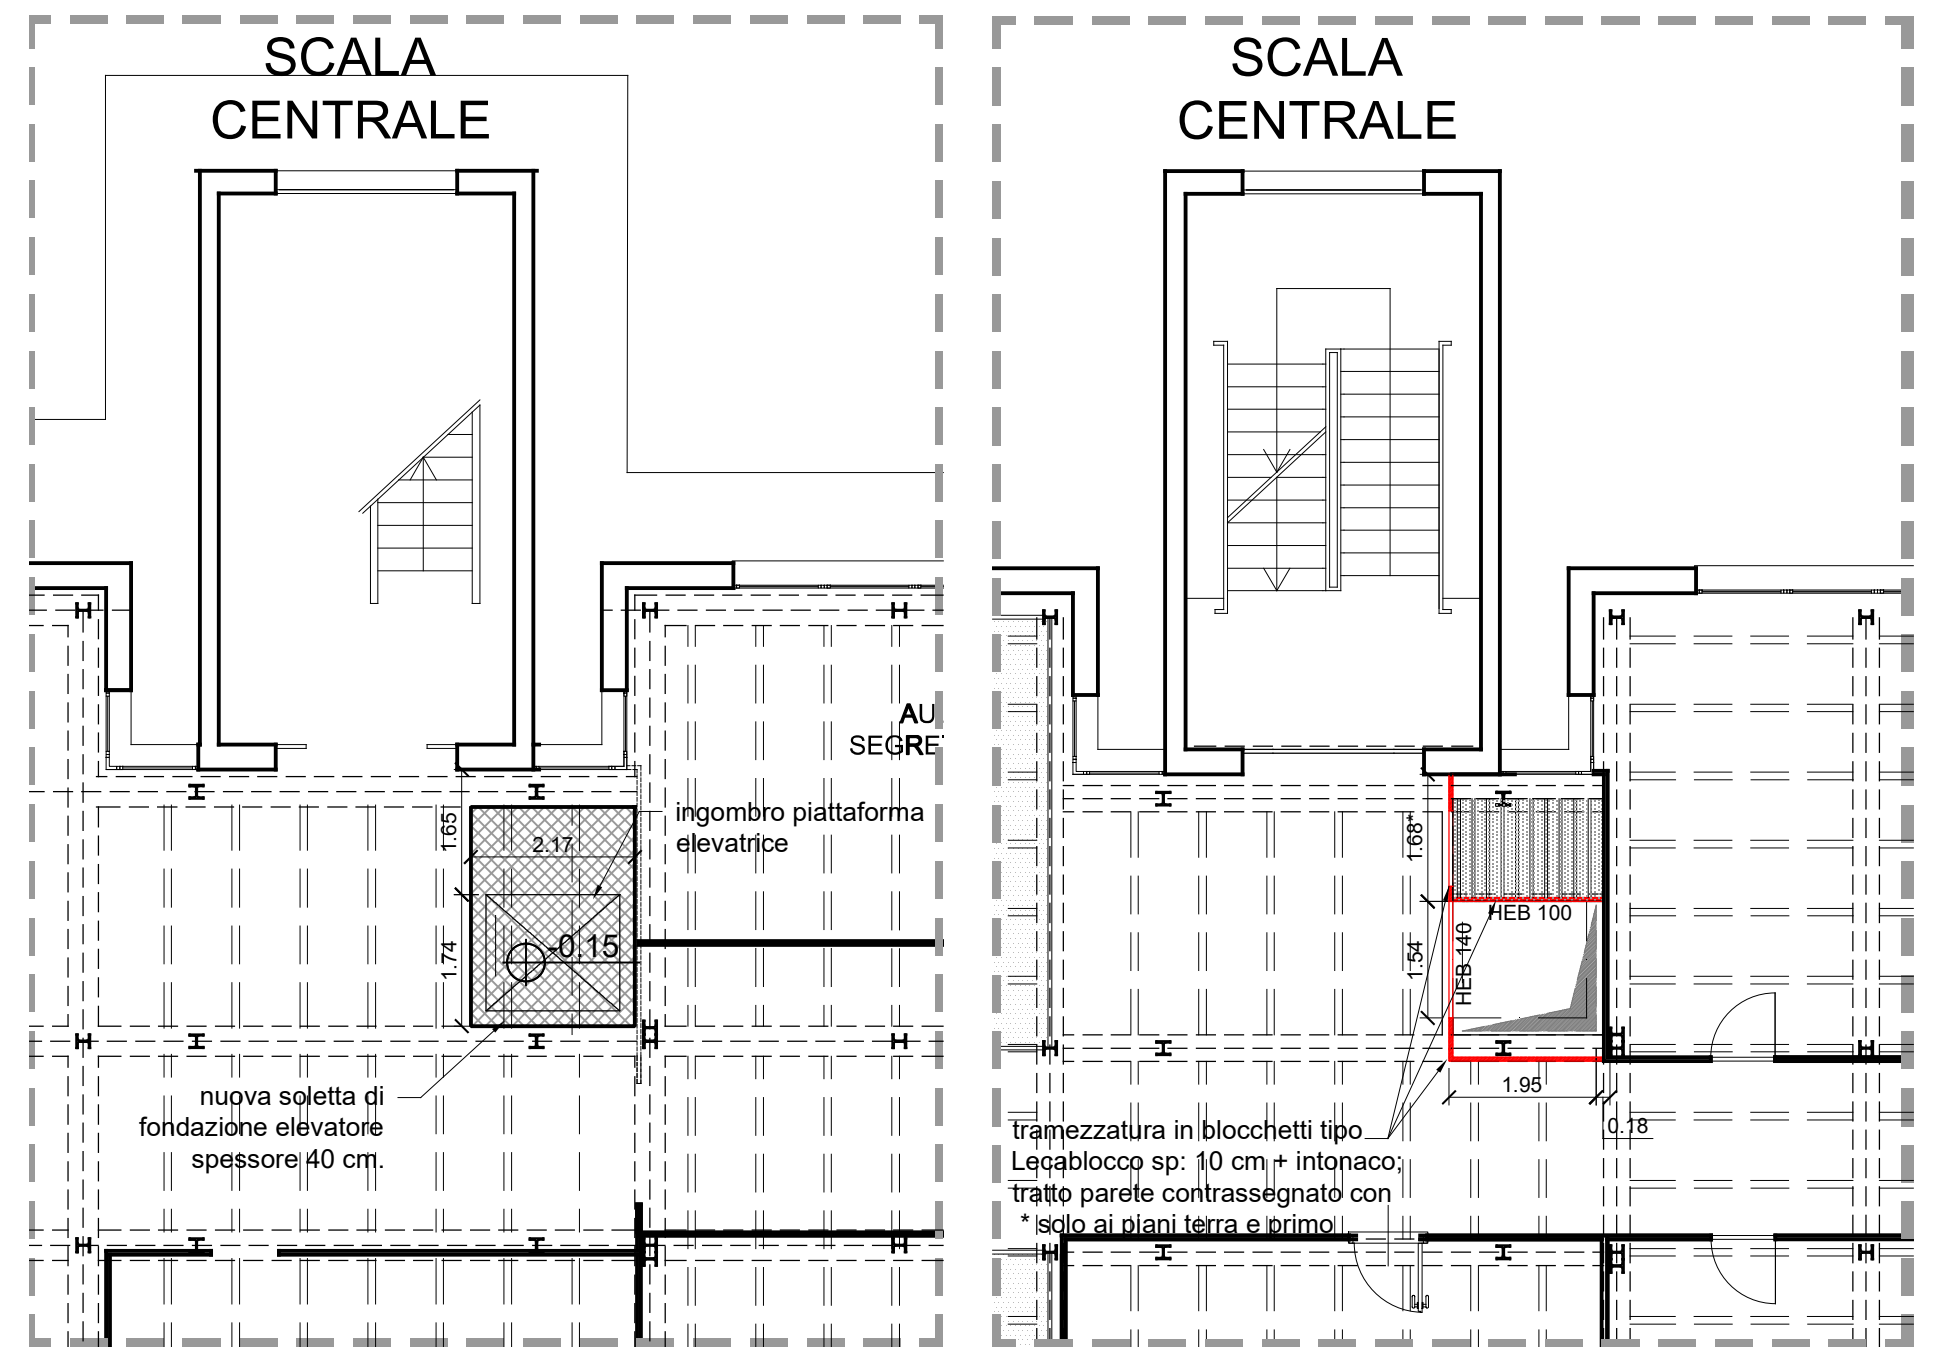 SCALA
CENTRALE
AU
SEGRE
ingombro piattaforma
elevatrice
1.65
2.17
1.74
-0.15
nuova soletta di
fondazione elevatore
spessore 40 cm.
SCALA
CENTRALE
1.68*
HEB 100
1.54
HEB 140
1.95
0.18
tramezzatura in blocchetti tipo
Lecablocco sp: 10 cm + intonaco;
tratto parete contrassegnato con
* solo ai piani terra e primo